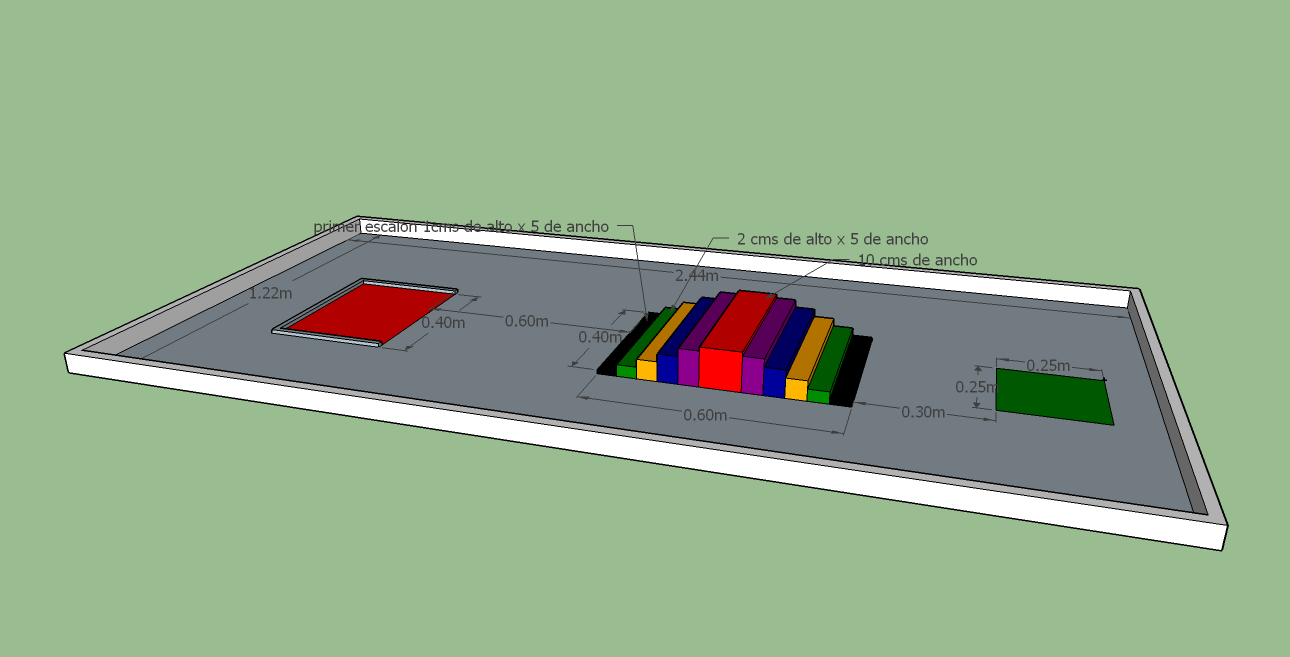 primer escalon 1cms de alto x 5 de ancho
2 cms de alto x 5 de ancho
10 cms de ancho
2.44m
1.22m
0.40m
0.60m
0.40m
0.60m
0.30m
0.25m
0.25m